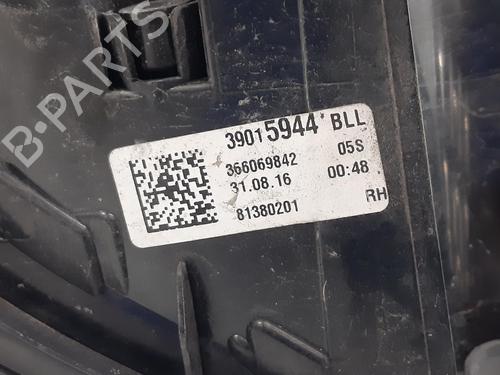 B-PARTS
39015944 BLL
366069842 05S
31.08.16 00:48
81380201 RH